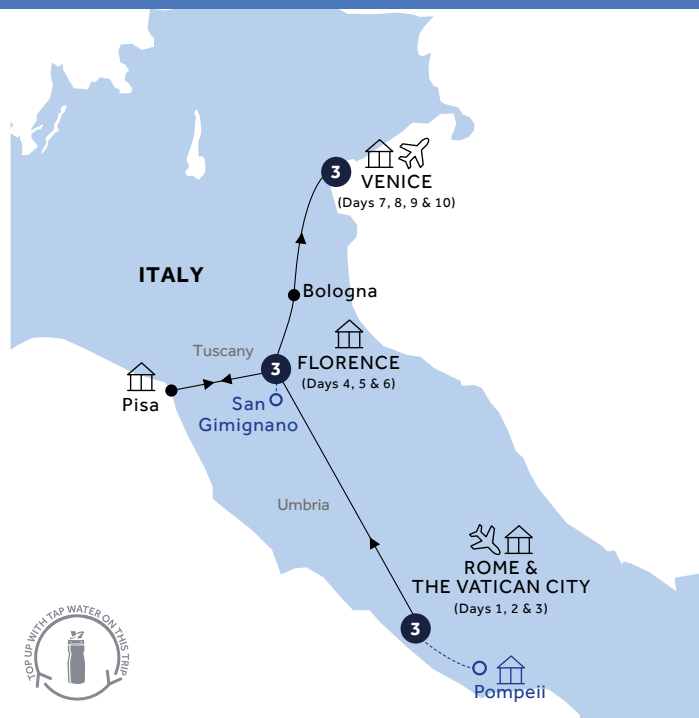 3
VENICE
(Days 7, 8, 9 & 10)
ITALY
Bologna
Tuscany
3
FLORENCE
(Days 4, 5 & 6)
Pisa
San
Gimignano
Umbria
ROME &
THE VATICAN CITY
(Days 1, 2 & 3)
3
Pompeii
TOP UP WITH TAP WATER ON THIS TRIP